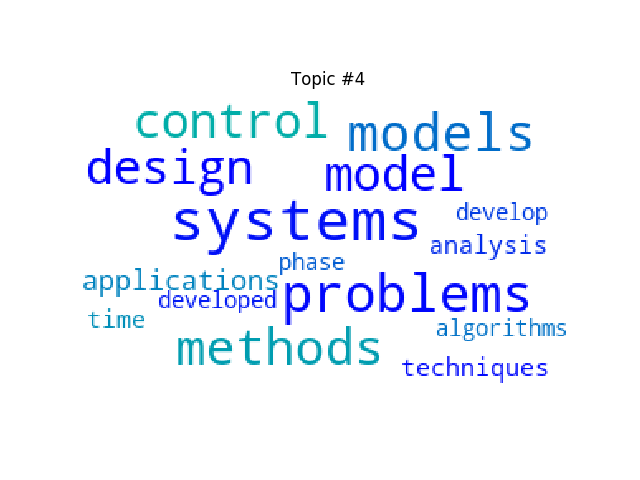 Topic #4
control models
design model
systems develop
analysis
phase
applications
developed problems
time algorithms
methods
techniques